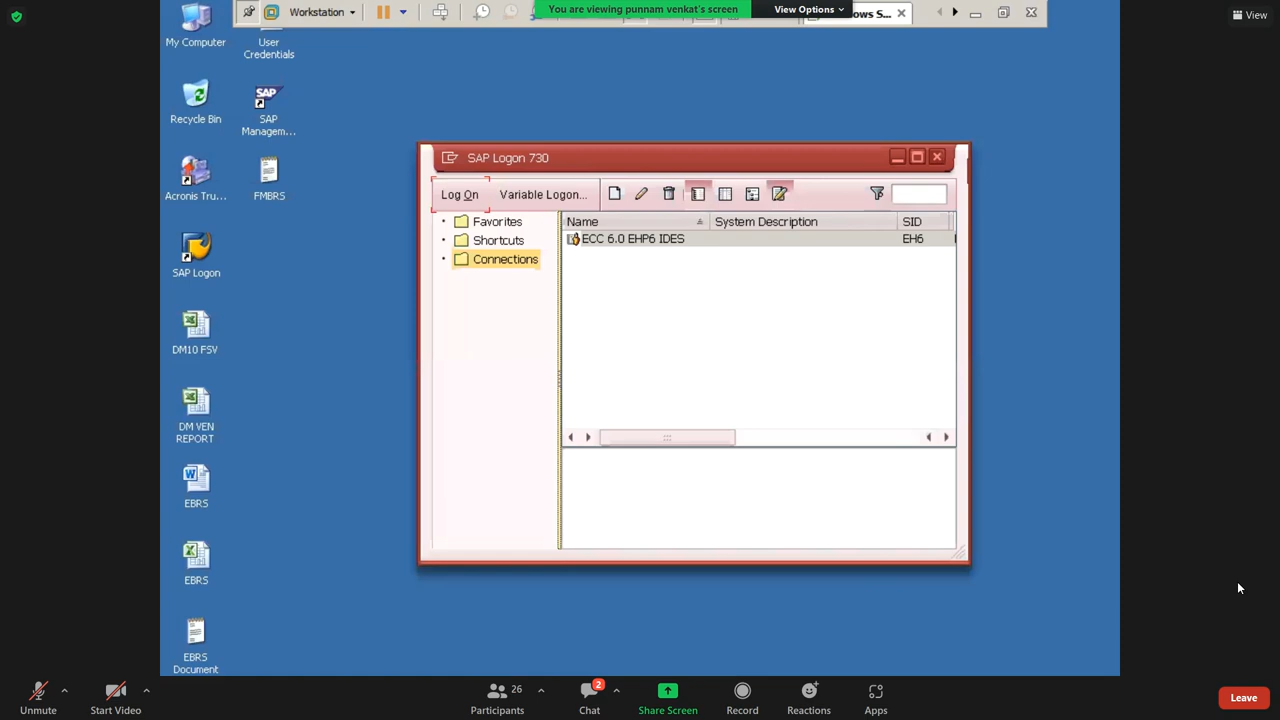 You are viewing punnam venkat's screen
View Options
View
Workstation
ows S...
My Computer
User
Credentials
Recycle Bin
SAP
SAP
Managem...
Acronis Tru...
FMBRS
SAP Logon
DM10 FSV
DM VEN
REPORT
EBRS
EBRS
EBRS
Document
SAP Logon 730
Log On
Variable Logon...
Favorites
Shortcuts
Connections
Name
System Description
SID
ECC 6.0 EHP6 IDES
EH6
Unmute
Start Video
26
Participants
2
Chat
Share Screen
Record
Reactions
Apps
Leave